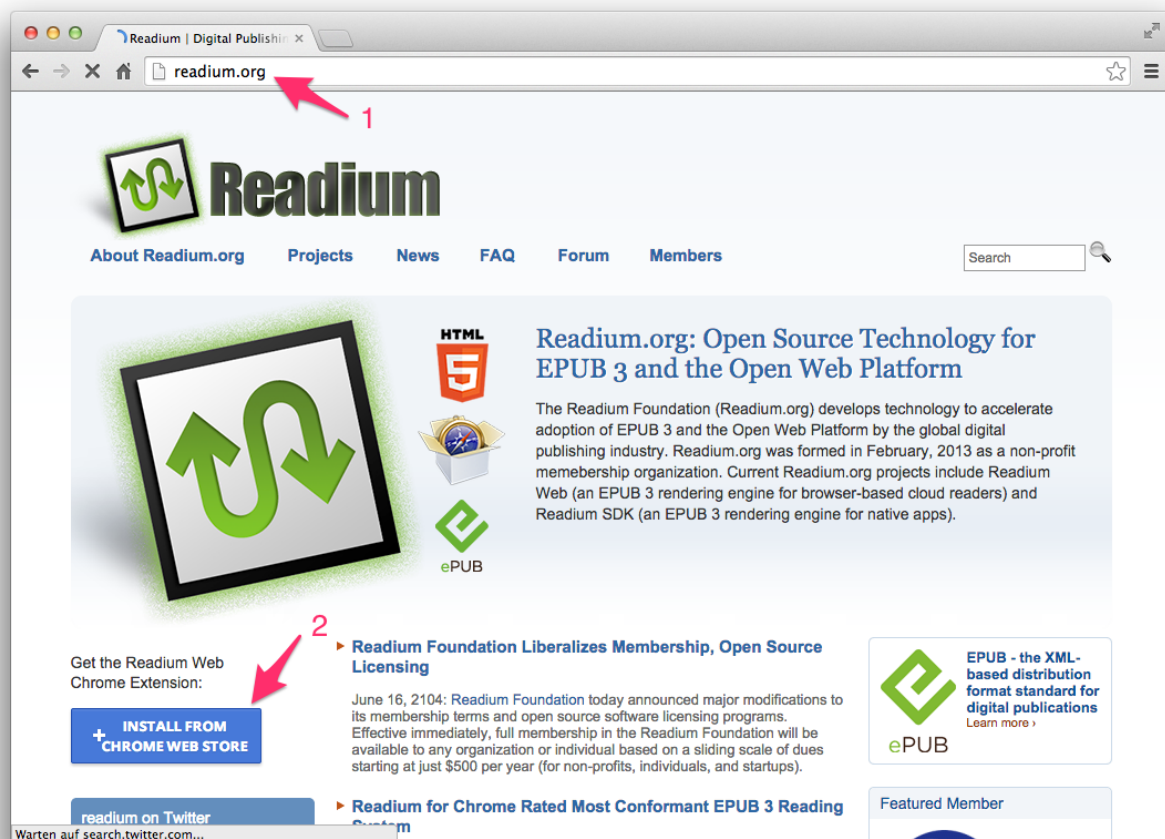 Readium | Digital Publishin
readium.org
1
Readium
About Readium.org Projects News FAQ Forum Members
Search
HTML
5
ePUB
Readium.org: Open Source Technology for
EPUB 3 and the Open Web Platform
The Readium Foundation (Readium.org) develops technology to accelerate
adoption of EPUB 3 and the Open Web Platform by the global digital
publishing industry. Readium.org was formed in February, 2013 as a non-profit
memebership organization. Current Readium.org projects include Readium
Web (an EPUB 3 rendering engine for browser-based cloud readers) and
Readium SDK (an EPUB 3 rendering engine for native apps).
2
Get the Readium Web
Chrome Extension:
INSTALL FROM
CHROME WEB STORE
readium on Twitter
Readium Foundation Liberalizes Membership, Open Source
Licensing
June 16, 2104: Readium Foundation today announced major modifications to
its membership terms and open source software licensing programs.
Effective immediately, full membership in the Readium Foundation will be
available to any organization or individual based on a sliding scale of dues
starting at just $500 per year (for non-profits, individuals, and startups).
Readium for Chrome Rated Most Conformant EPUB 3 Reading
System
ePUB
EPUB - the XML-
based distribution
format standard for
digital publications
Learn more ›
Featured Member
Warten auf search.twitter.com...